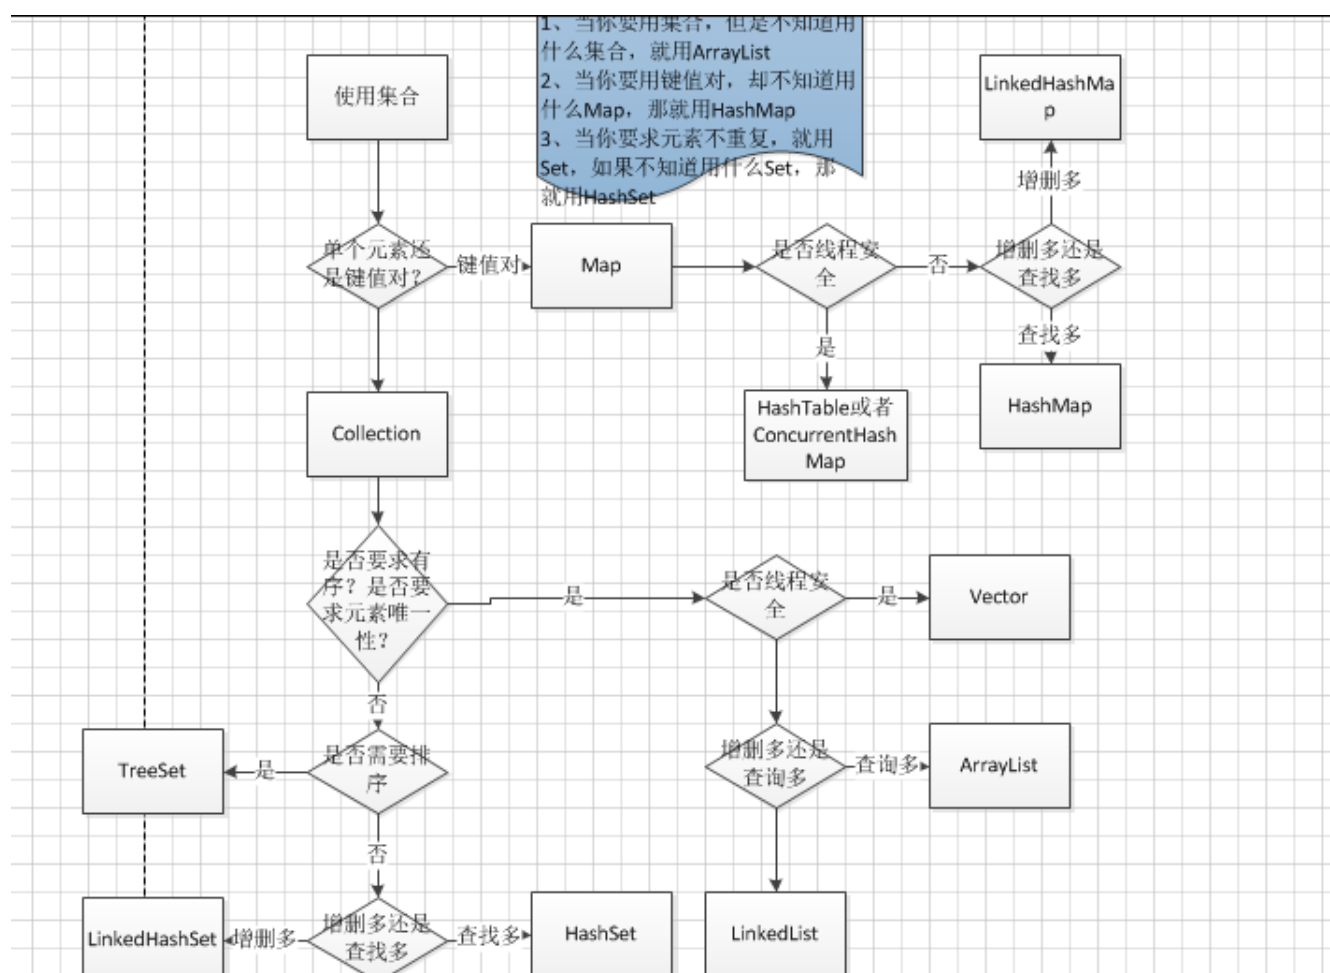 1、当你要用集合，但是不知道用
什么集合，就用ArrayList
2、当你要用键值对，却不知道用
什么Map，那就用HashMap
3、当你要求元素不重复，就用
Set，如果不知道用什么Set，那
就用HashSet
使用集合
LinkedHashMa
p
增删多
单个元素还
是键值对？
键值对
Map
是否线程安
全
否
增删多还是
查找多
是
查找多
HashTable或者
ConcurrentHash
Map
HashMap
Collection
是否要求有
序？是否要
求元素唯一
性？
是
是否线程安
全
是
Vector
否
TreeSet
是
是否需要排
序
增删多还是
查询多
查询多
ArrayList
否
LinkedHashSet
增删多
增删多还是
查找多
查找多
HashSet
LinkedList